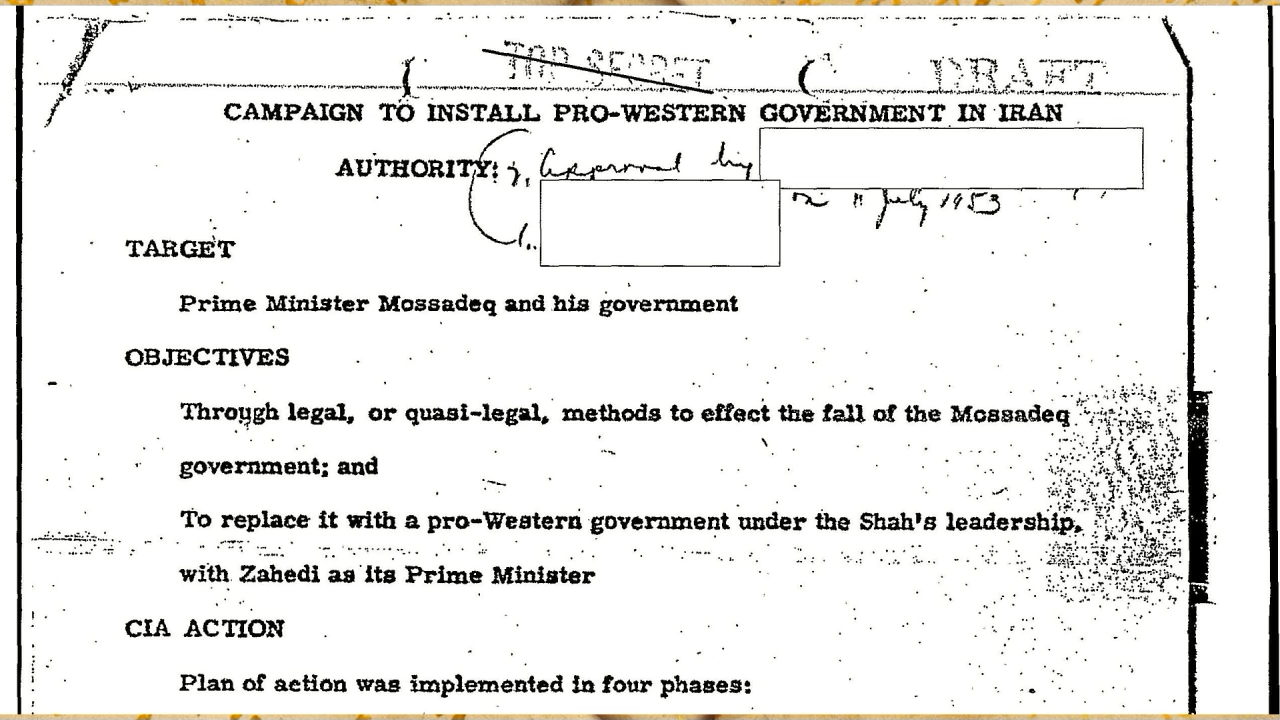 TOP SECRET
DRAFT
CAMPAIGN TO INSTALL PRO-WESTERN GOVERNMENT IN IRAN
AUTHORITY: Approval by
on 11 July 1953
TARGET
Prime Minister Mossadeq and his government
OBJECTIVES
Through legal, or quasi-legal, methods to effect the fall of the Mossadeq
government; and
To replace it with a pro-Western government under the Shah's leadership,
with Zahedi as its Prime Minister
CIA ACTION
Plan of action was implemented in four phases: